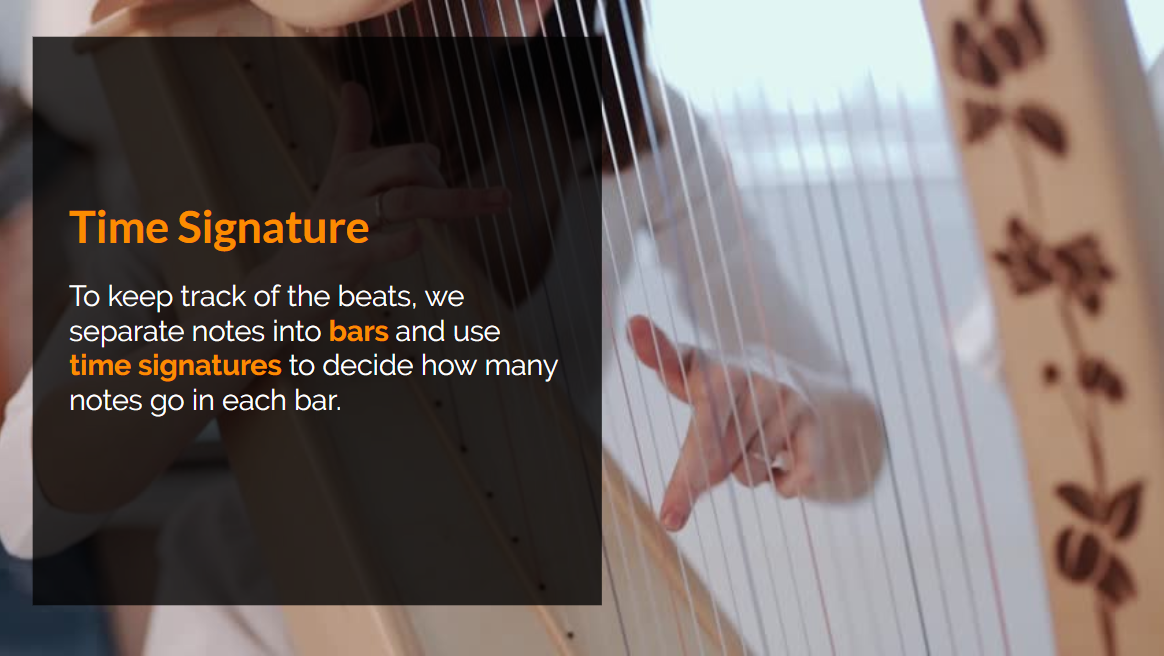 Time Signature
To keep track of the beats, we
separate notes into bars and use
time signatures to decide how many
notes go in each bar.